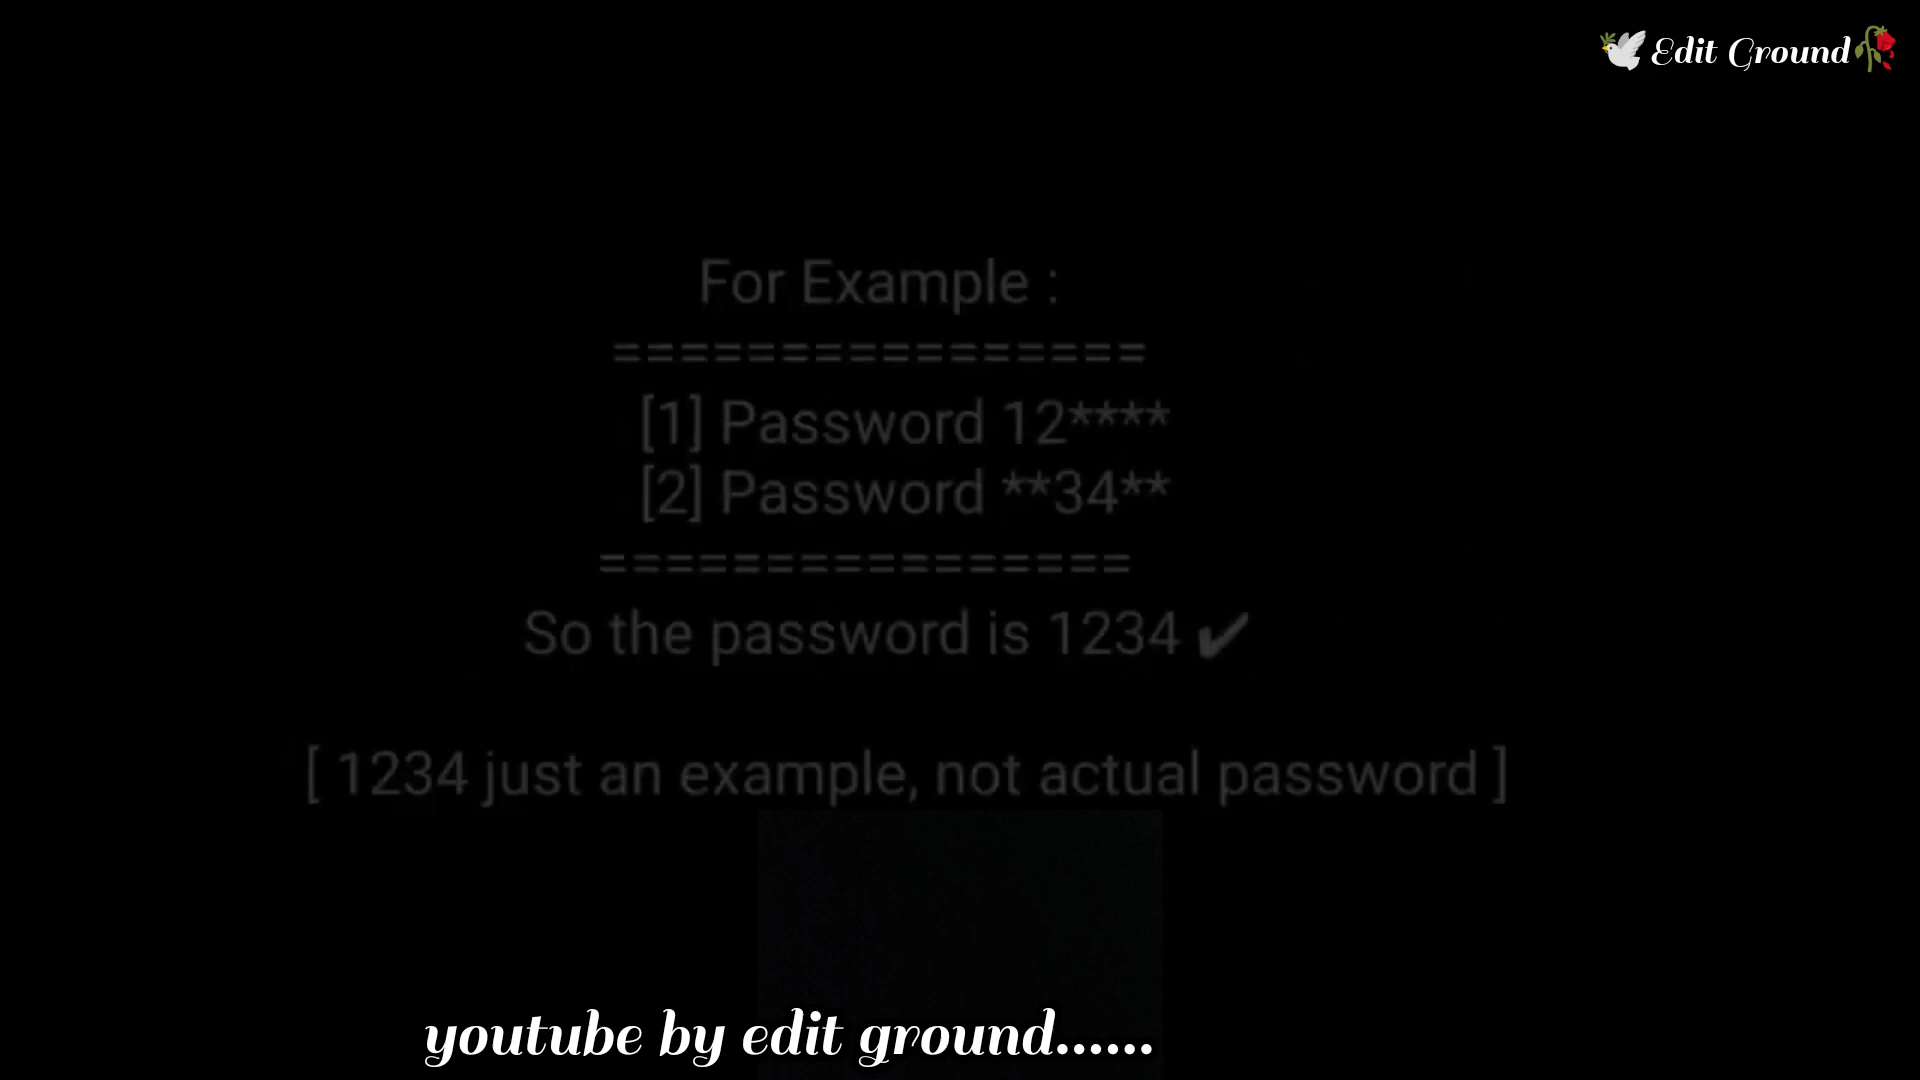 🕊️ Edit Ground🥀
For Example :
================
[1] Password 12****
[2] Password **34**
================
So the password is 1234 ✔
[ 1234 just an example, not actual password ]
youtube by edit ground......